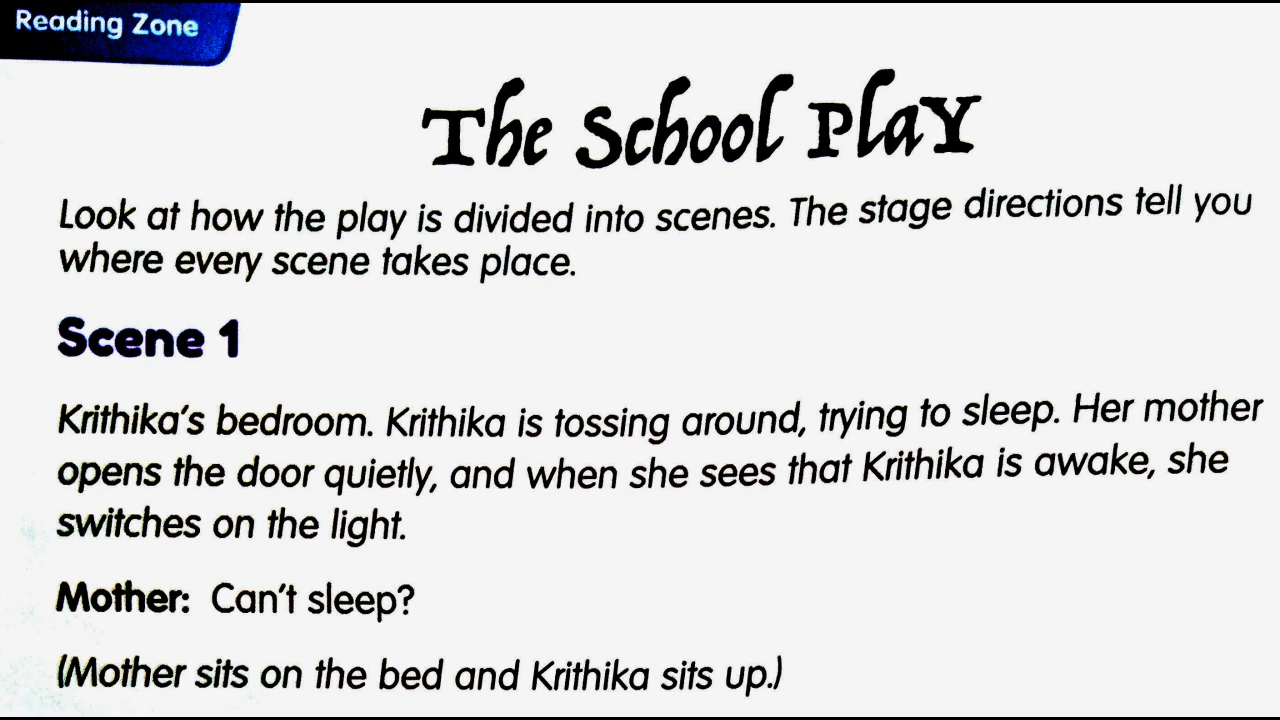 Reading Zone
The School Play
Look at how the play is divided into scenes. The stage directions tell you
where every scene takes place.
Scene 1
Krithika's bedroom. Krithika is tossing around, trying to sleep. Her mother
opens the door quietly, and when she sees that Krithika is awake, she
switches on the light.
Mother: Can't sleep?
(Mother sits on the bed and Krithika sits up.)